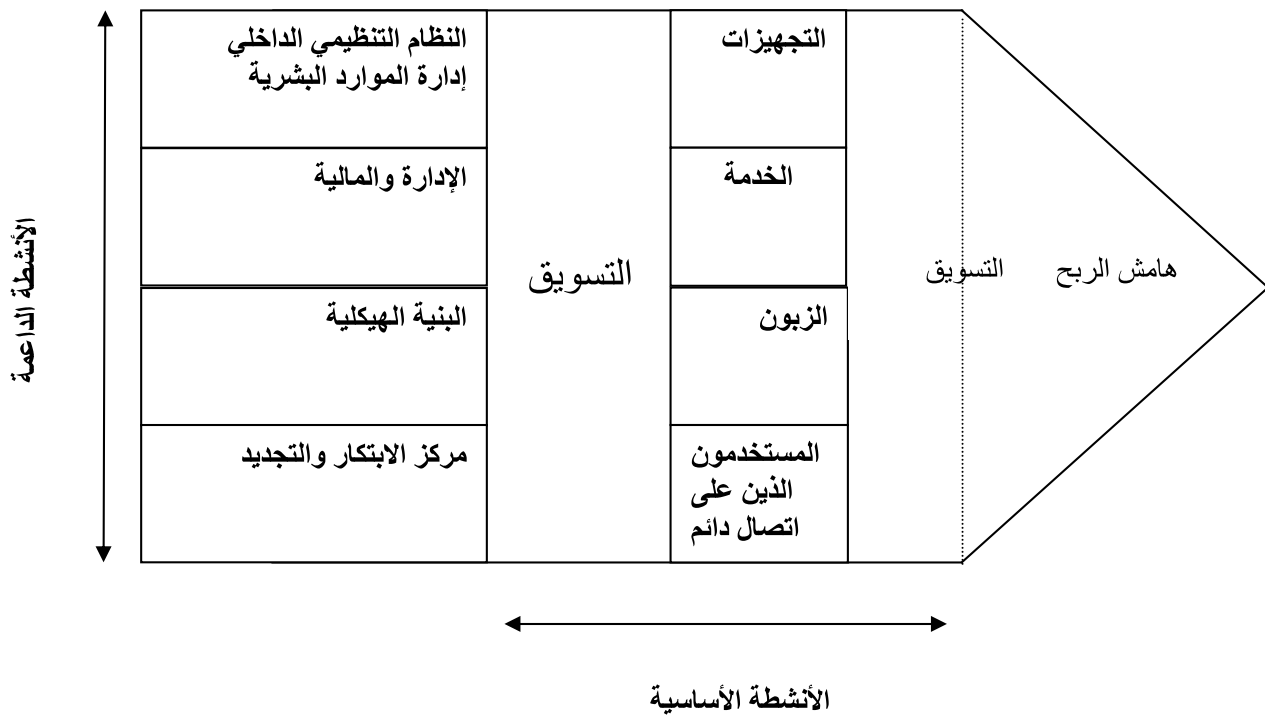 النظام التنظيمي الداخلي
إدارة الموارد البشرية
الإدارة والمالية
البنية الهيكلية
مركز الابتكار والتجديد
الأنشطة الداعمة
التسويق
التجهيزات
الخدمة
الزبون
المستخدمون
الذين على
اتصال دائم
التسويق
هامش الربح
الأنشطة الأساسية